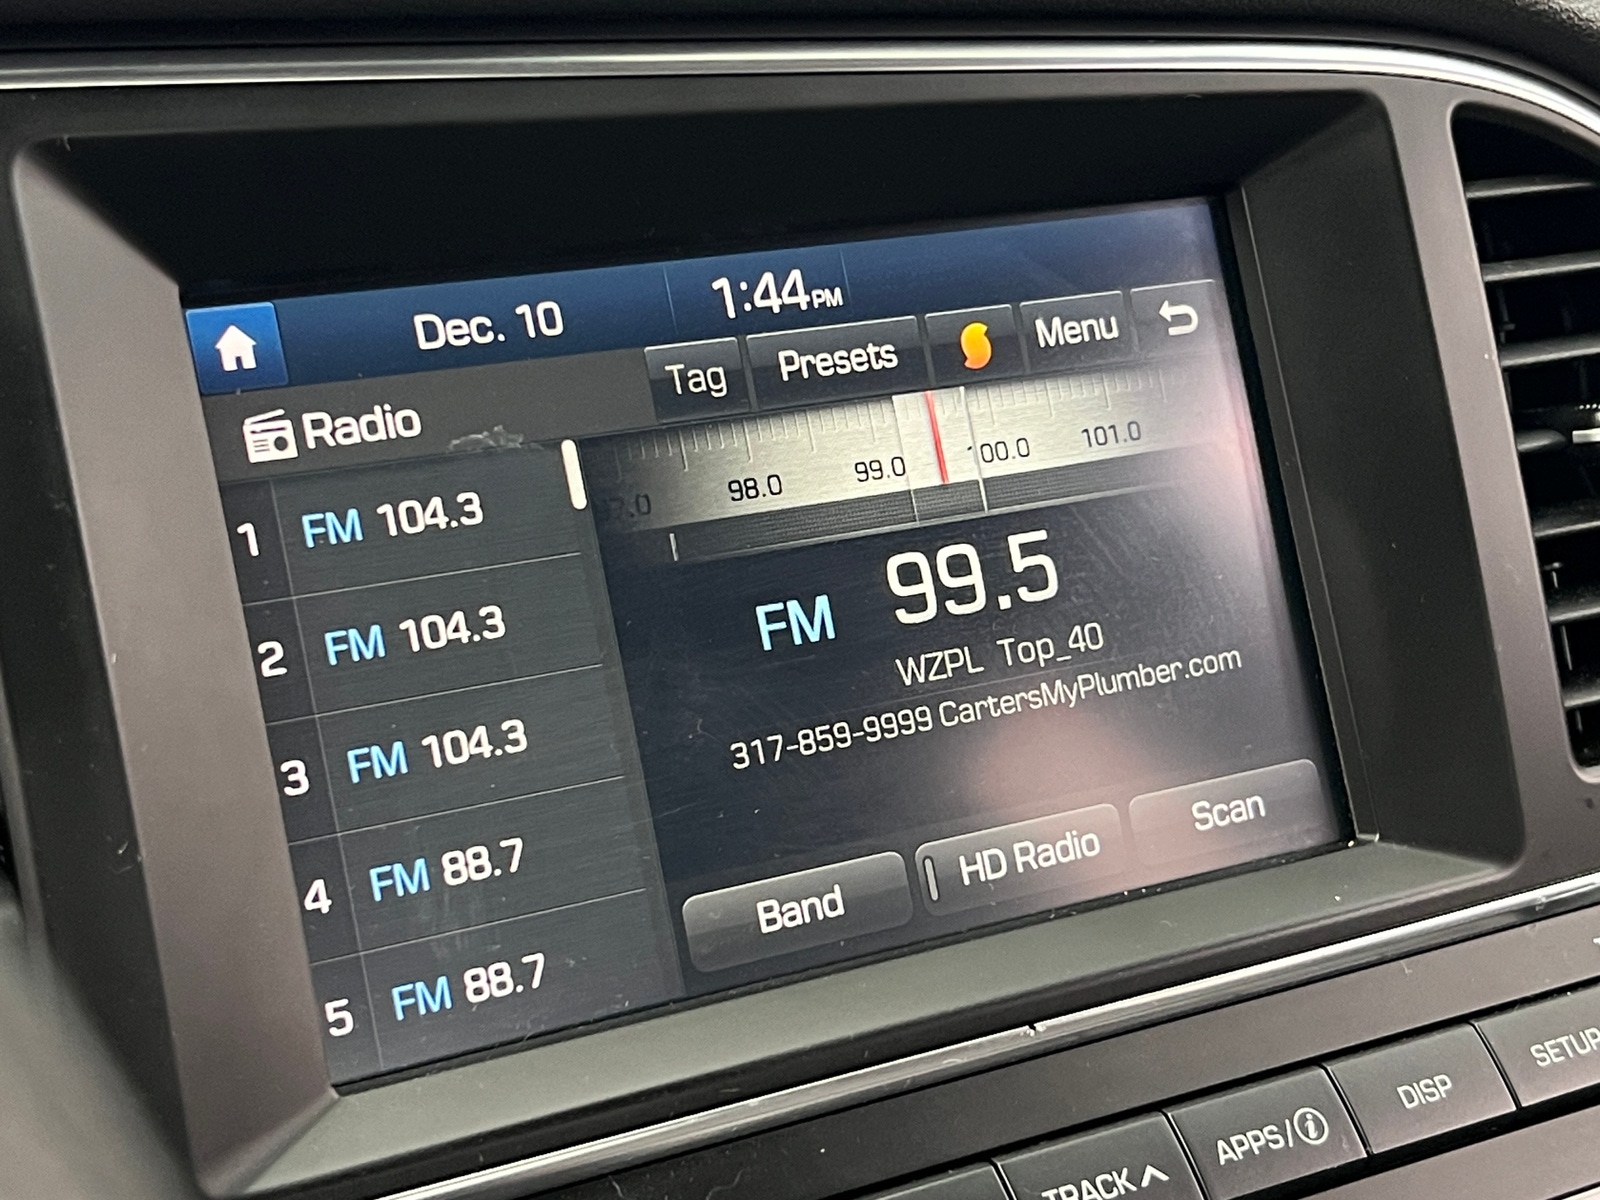 Dec. 10
1:44PM
Radio
Tag
Presets
Menu
98.0
99.0
100.0
101.0
1 FM 104.3
2 FM 104.3
3 FM 104.3
4 FM 88.7
5 FM 88.7
FM 99.5
WZPL Top_40
317-859-9999 CartersMyPlumber.com
Band
HD Radio
Scan
TRACK
APPS/i
DISP
SETUP